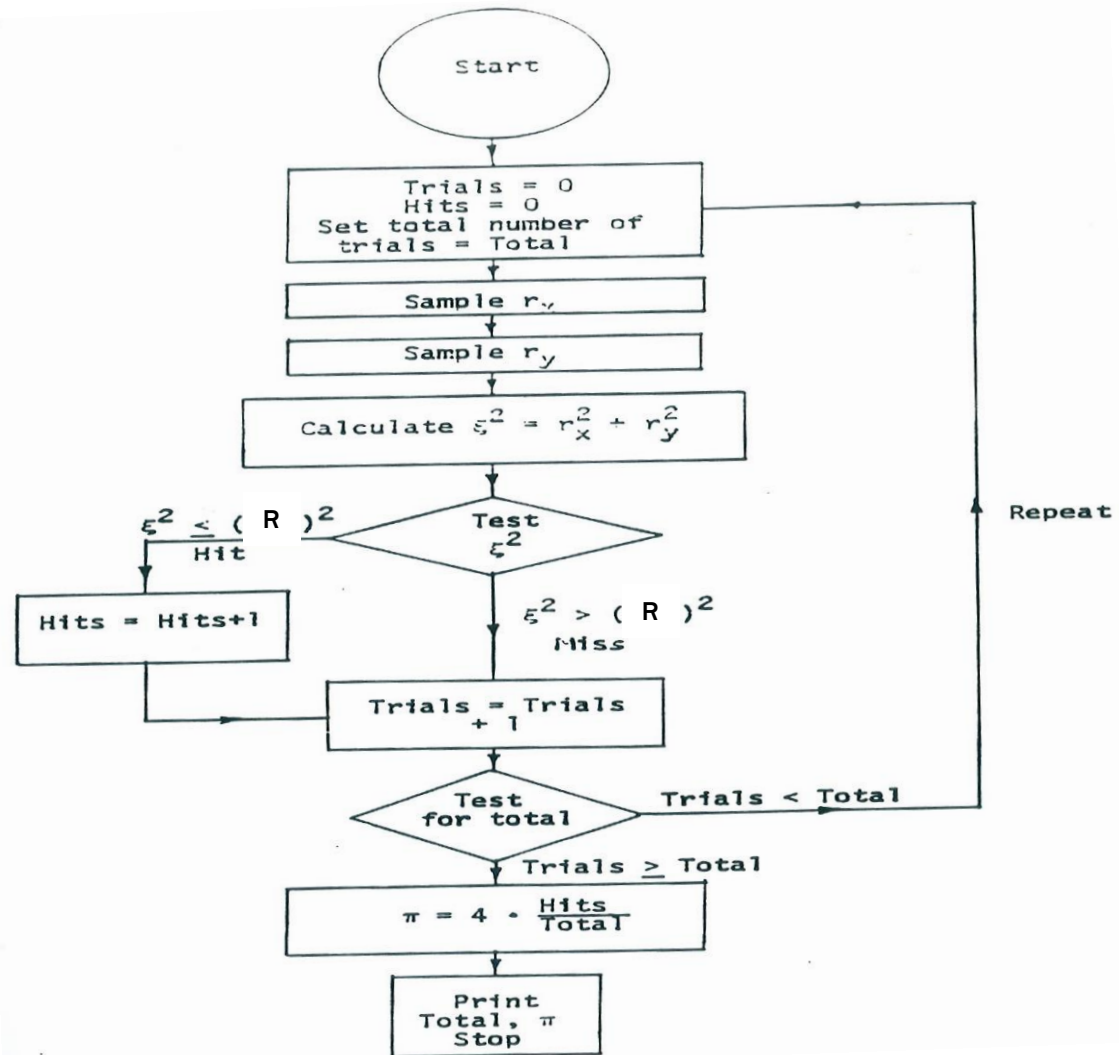 Start
Trials = 0
Hits = 0
Set total number of
trials = Total
Sample r
Sample r_y
Calculate ξ² = r_x² + r_y²
Test
ξ²
ξ² ≤ ( R )²
Hit
Hits = Hits+1
ξ² > ( R )²
Miss
Trials = Trials
+ 1
Test
for total
Trials < Total
Repeat
Trials ≥ Total
π = 4 · Hits
Total
Print
Total, π
Stop